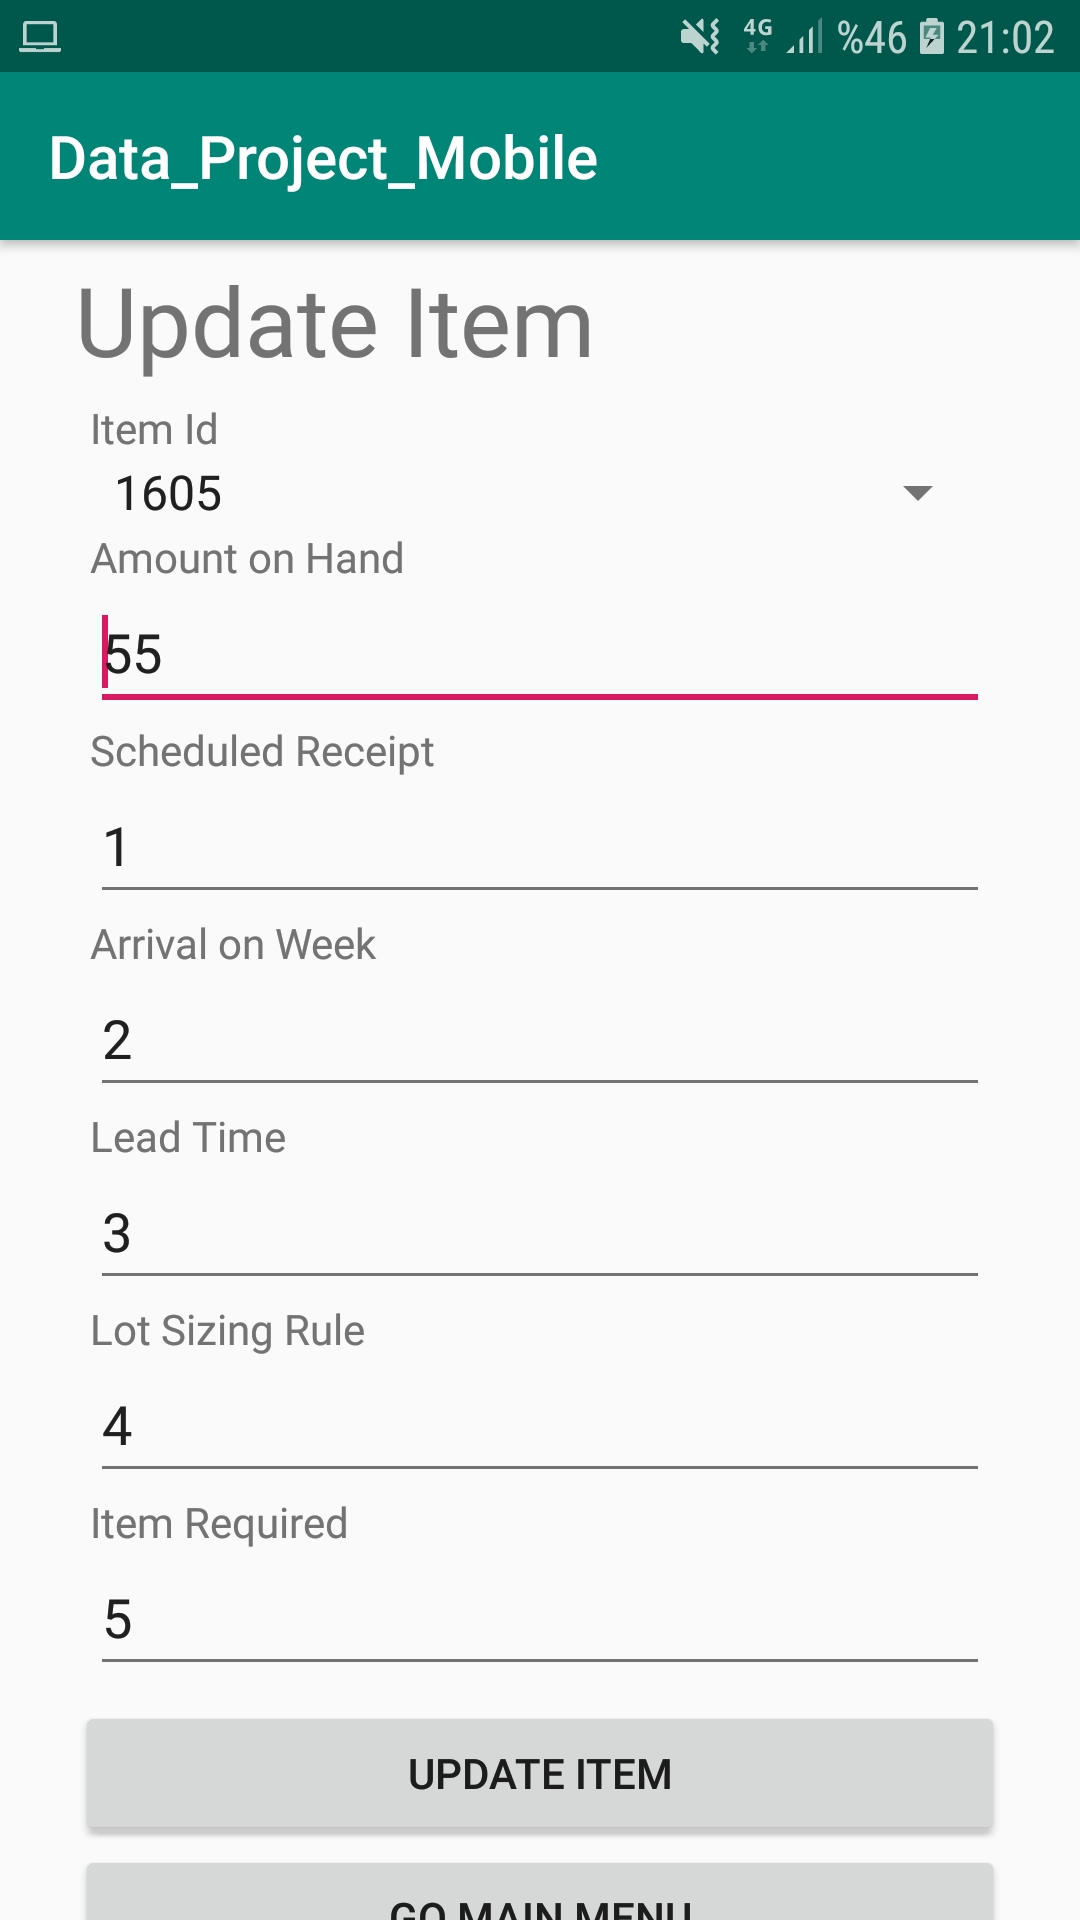 4G %46 21:02
Data_Project_Mobile
Update Item
Item Id
1605
Amount on Hand
55
Scheduled Receipt
1
Arrival on Week
2
Lead Time
3
Lot Sizing Rule
4
Item Required
5
UPDATE ITEM
GO MAIN MENU